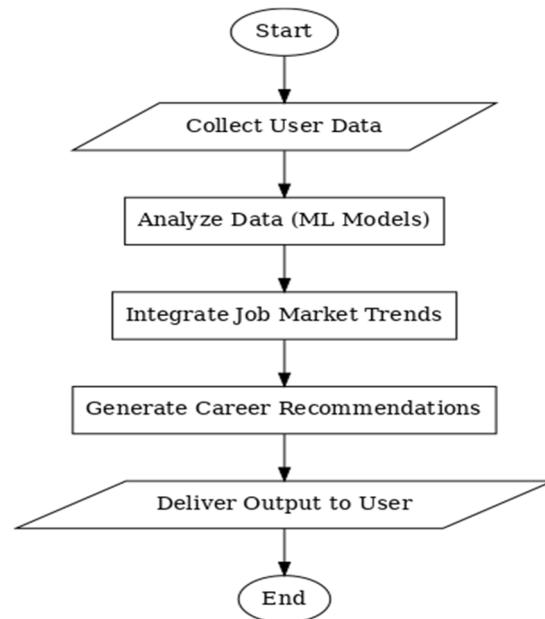 Start
Collect User Data
Analyze Data (ML Models)
Integrate Job Market Trends
Generate Career Recommendations
Deliver Output to User
End